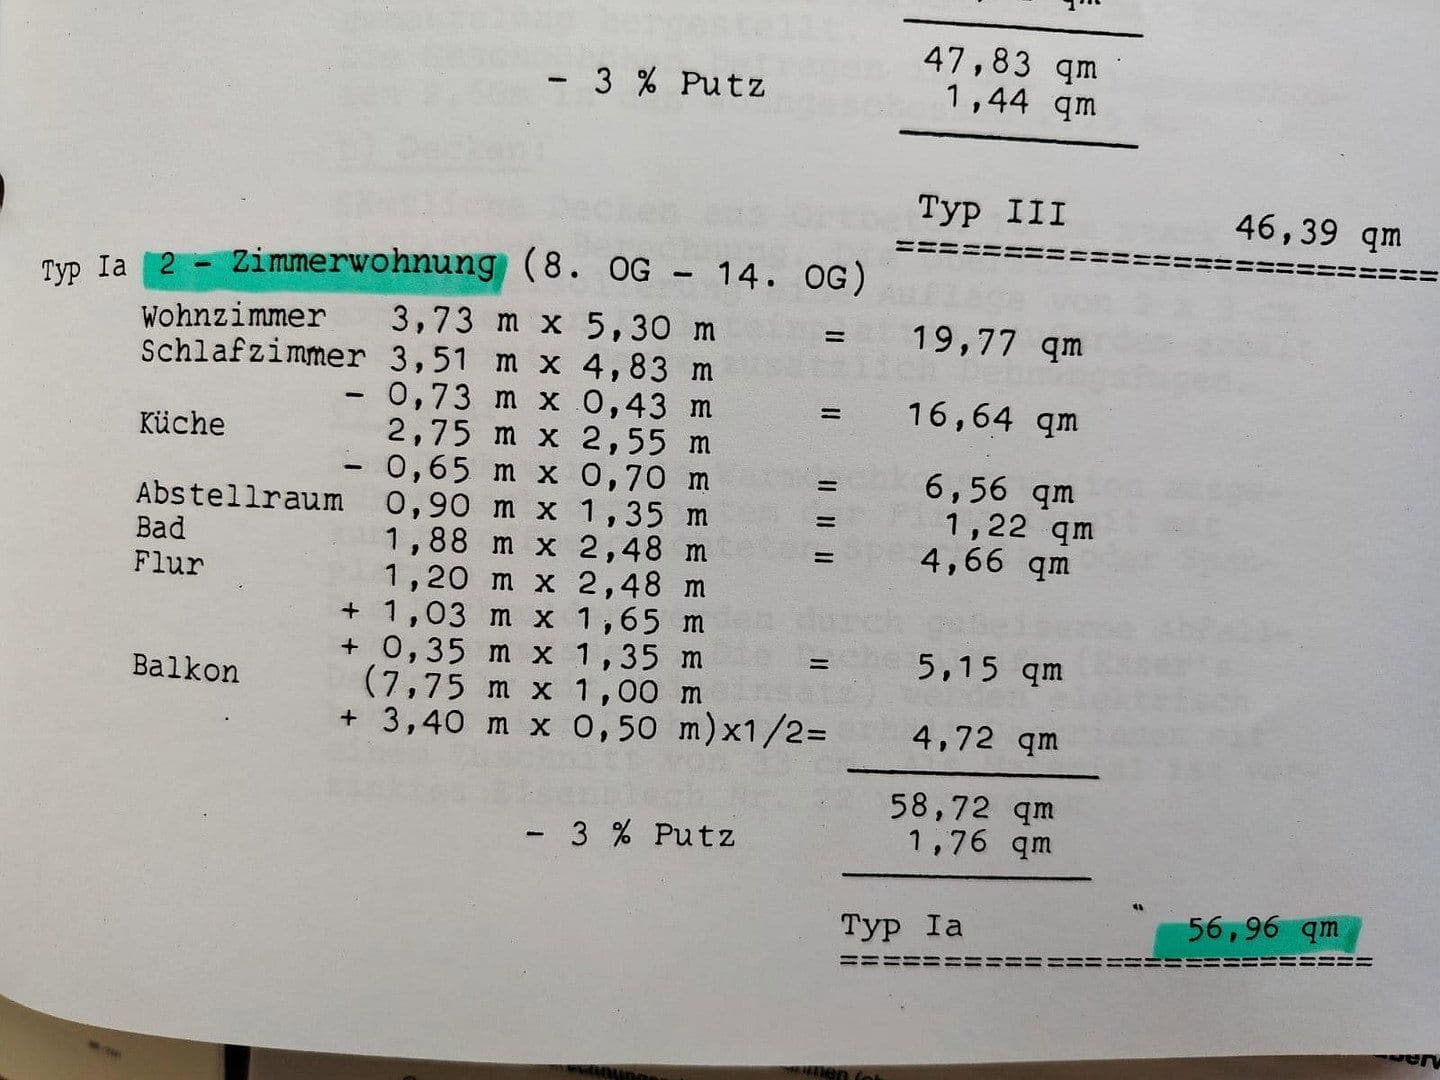 47,83 qm
- 3 % Putz 1,44 qm
Typ III 46,39 qm
Typ Ia 2 - Zimmerwohnung (8. OG - 14. OG)
Wohnzimmer 3,73 m x 5,30 m = 19,77 qm
Schlafzimmer 3,51 m x 4,83 m
- 0,73 m x 0,43 m = 16,64 qm
Küche 2,75 m x 2,55 m
- 0,65 m x 0,70 m = 6,56 qm
Abstellraum 0,90 m x 1,35 m = 1,22 qm
Bad 1,88 m x 2,48 m = 4,66 qm
Flur 1,20 m x 2,48 m
+ 1,03 m x 1,65 m
+ 0,35 m x 1,35 m = 5,15 qm
Balkon (7,75 m x 1,00 m
+ 3,40 m x 0,50 m)x1/2= 4,72 qm
58,72 qm
- 3 % Putz 1,76 qm
Typ Ia 56,96 qm